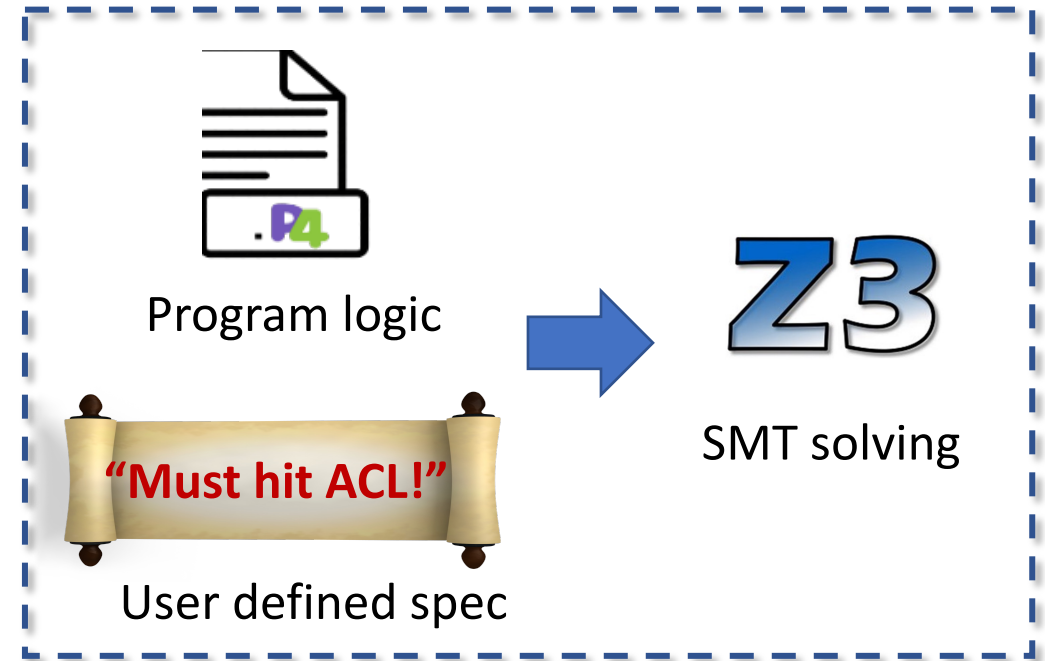 .P4
Program logic
“Must hit ACL!”
User defined spec
Z3
SMT solving